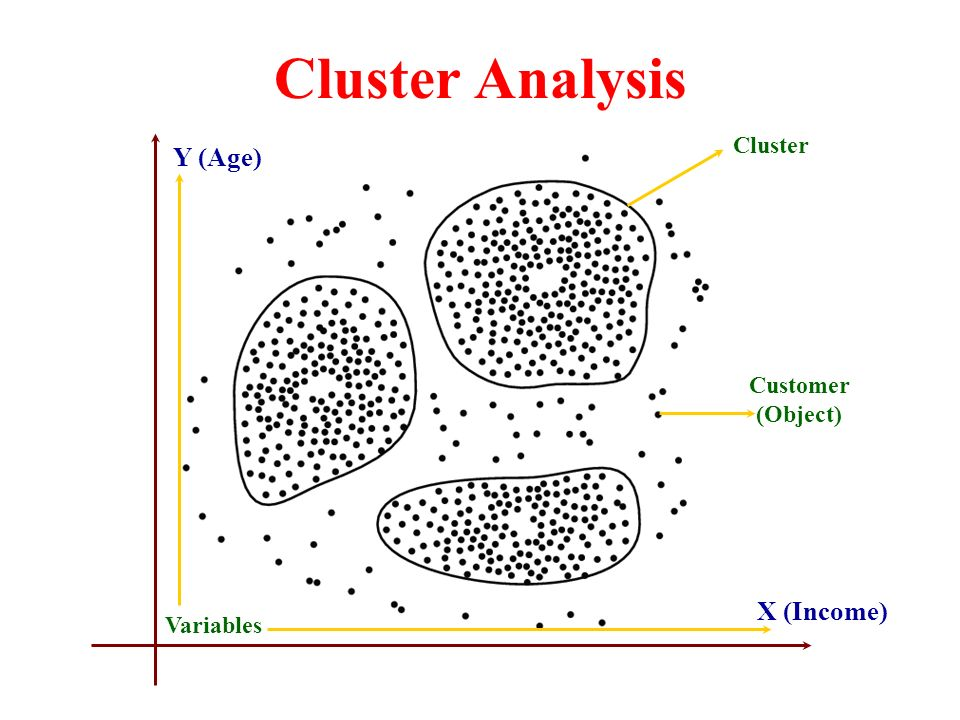 Cluster Analysis
Y (Age)
Cluster
Customer
(Object)
X (Income)
Variables